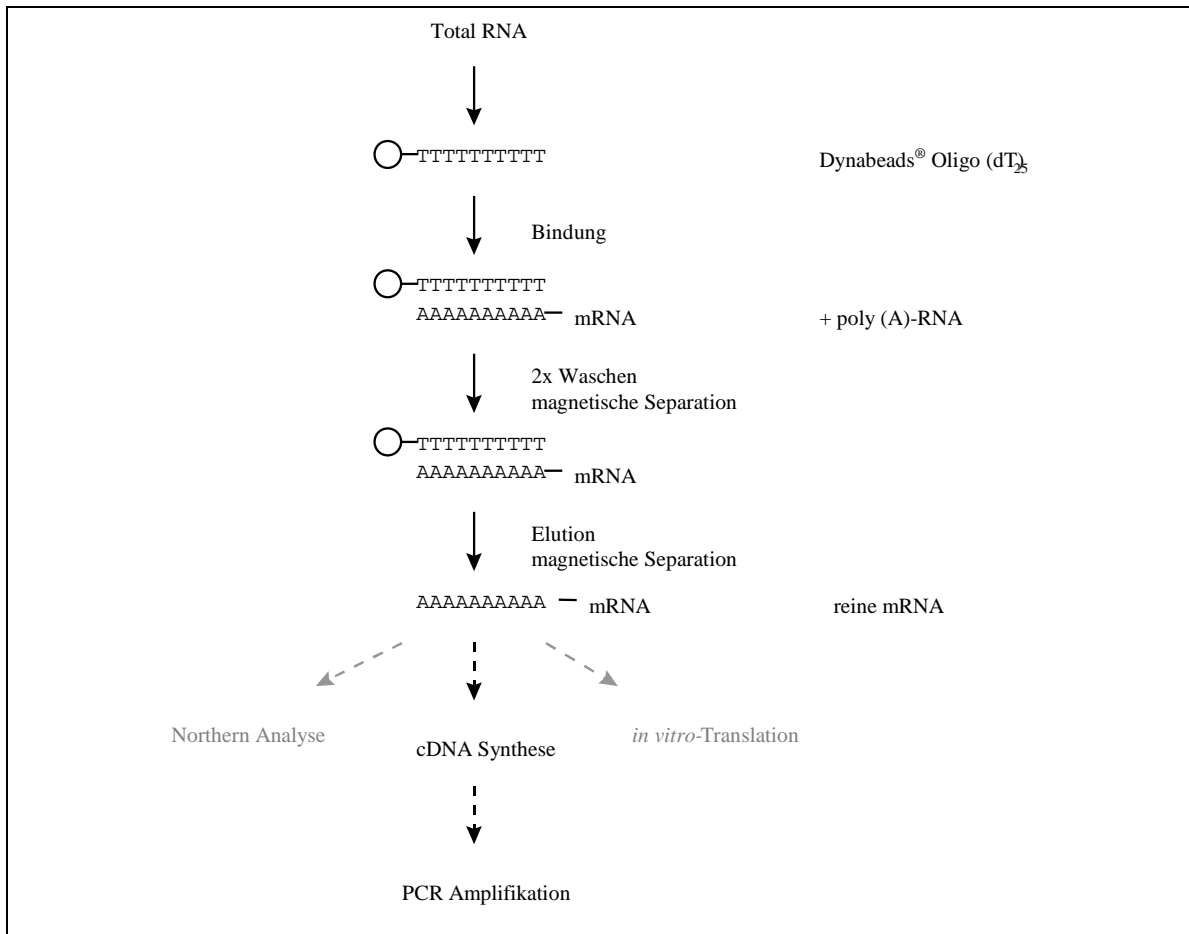 Total RNA
TTTTTTTTTT Dynabeads® Oligo (dT)25
Bindung
TTTTTTTTTT
AAAAAAAAAA mRNA + poly (A)-RNA
2x Waschen
magnetische Separation
TTTTTTTTTT
AAAAAAAAAA mRNA
Elution
magnetische Separation
AAAAAAAAAA mRNA reine mRNA
Northern Analyse cDNA Synthese in vitro-Translation
PCR Amplifikation